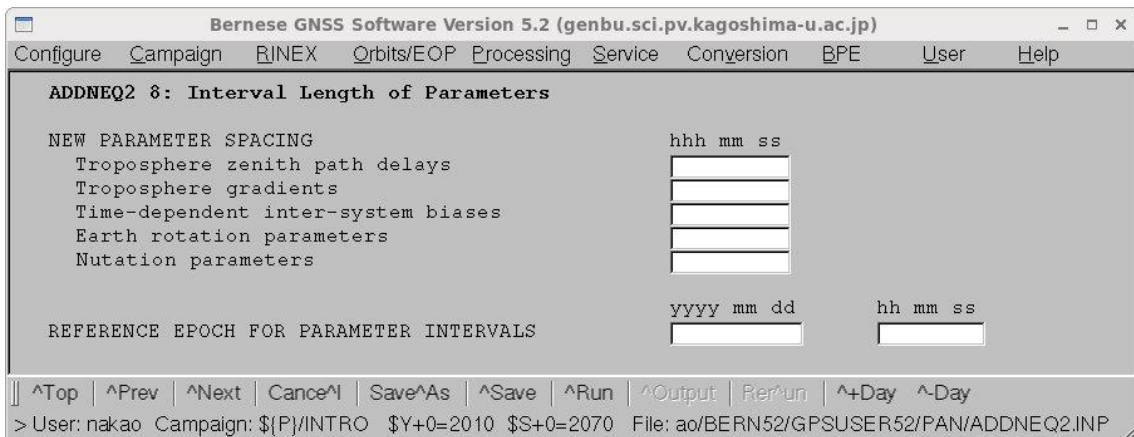 Bernese GNSS Software Version 5.2 (genbu.sci.pv.kagoshima-u.ac.jp)
Configure Campaign RINEX Orbits/EOP Processing Service Conversion BPE User Help
ADDNEQ2 8: Interval Length of Parameters
NEW PARAMETER SPACING hhh mm ss
Troposphere zenith path delays
Troposphere gradients
Time-dependent inter-system biases
Earth rotation parameters
Nutation parameters
yyyy mm dd hh mm ss
REFERENCE EPOCH FOR PARAMETER INTERVALS
^Top | ^Prev | ^Next | Cance^l | Save^As | ^Save | ^Run | ^Output | Rer^un | ^+Day ^-Day
> User: nakao Campaign: ${P}/INTRO $Y+0=2010 $S+0=2070 File: ao/BERN52/GPSUSER52/PAN/ADDNEQ2.INP